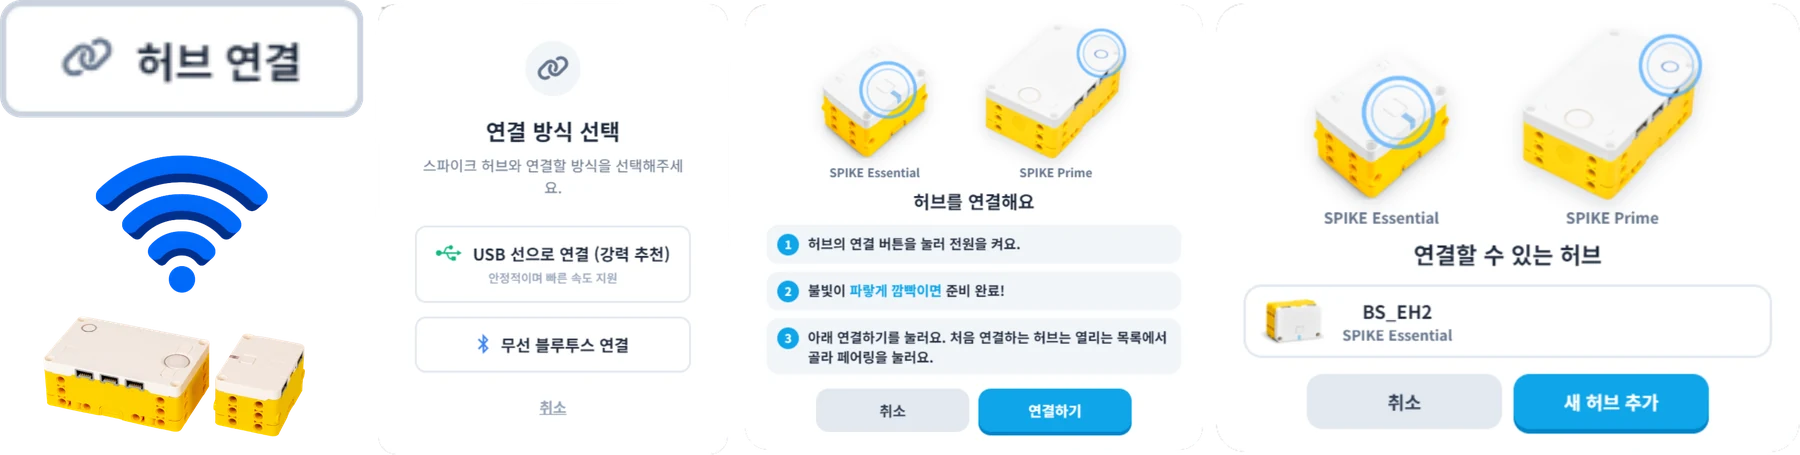 허브 연결
연결 방식 선택
스파이크 허브와 연결할 방식을 선택해주세
요.
USB 선으로 연결 (강력 추천)
안정적이며 빠른 속도 지원
무선 블루투스 연결
취소
SPIKE Essential
SPIKE Prime
허브를 연결해요
1 허브의 연결 버튼을 눌러 전원을 켜요.
2 불빛이 파랗게 깜빡이면 준비 완료!
3 아래 연결하기를 눌러요. 처음 연결하는 허브는 열리는 목록에서
골라 페어링을 눌러요.
취소
연결하기
SPIKE Essential
SPIKE Prime
연결할 수 있는 허브
BS_EH2
SPIKE Essential
취소
새 허브 추가